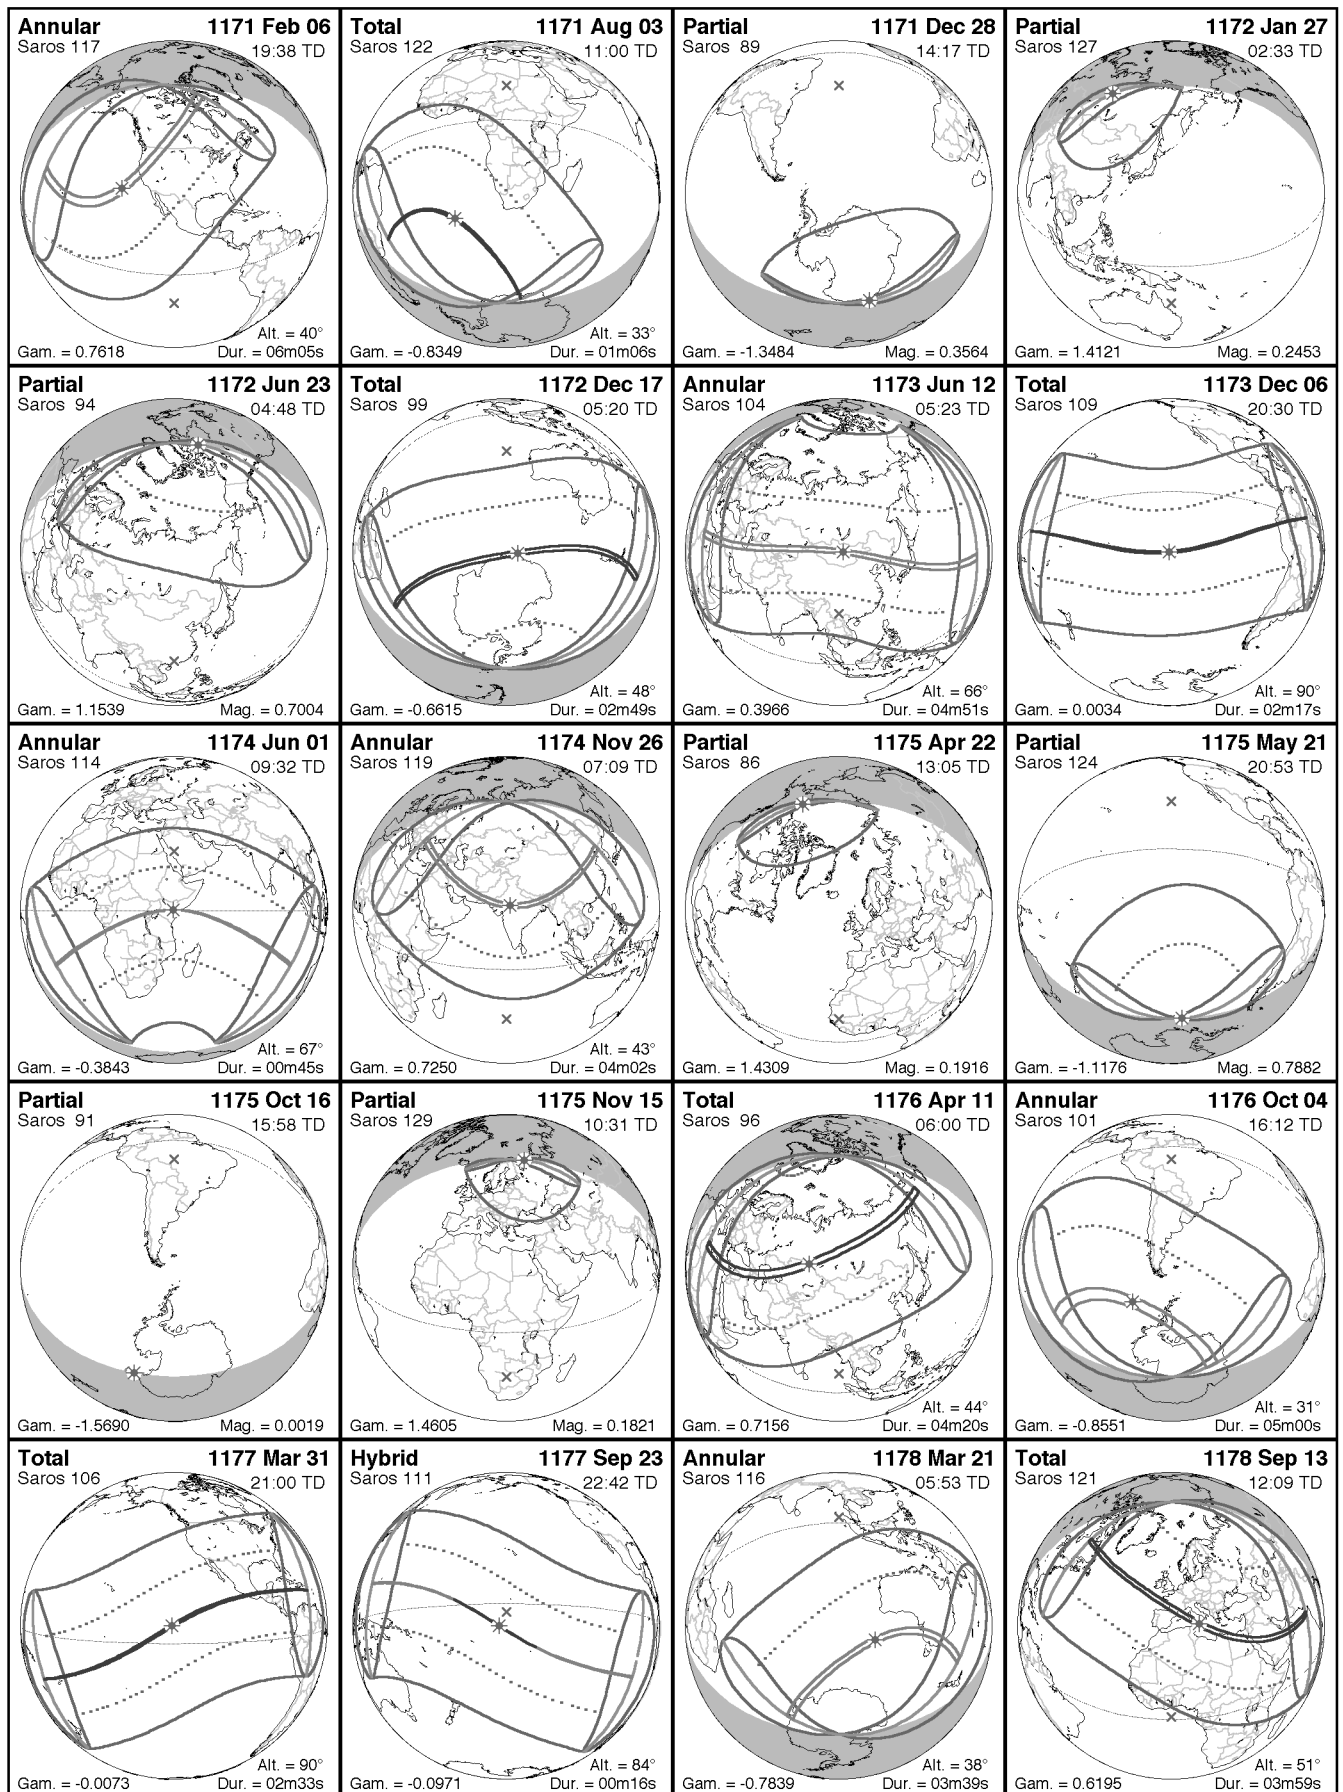 Annular 1171 Feb 06
Saros 117 19:38 TD
Alt. = 40°
Gam. = 0.7618 Dur. = 06m05s
Total 1171 Aug 03
Saros 122 11:00 TD
Alt. = 33°
Gam. = -0.8349 Dur. = 01m06s
Partial 1171 Dec 28
Saros 89 14:17 TD
Gam. = -1.3484 Mag. = 0.3564
Partial 1172 Jan 27
Saros 127 02:33 TD
Gam. = 1.4121 Mag. = 0.2453
Partial 1172 Jun 23
Saros 94 04:48 TD
Gam. = 1.1539 Mag. = 0.7004
Total 1172 Dec 17
Saros 99 05:20 TD
Alt. = 48°
Gam. = -0.6615 Dur. = 02m49s
Annular 1173 Jun 12
Saros 104 05:23 TD
Alt. = 66°
Gam. = 0.3966 Dur. = 04m51s
Total 1173 Dec 06
Saros 109 20:30 TD
Alt. = 90°
Gam. = 0.0034 Dur. = 02m17s
Annular 1174 Jun 01
Saros 114 09:32 TD
Alt. = 67°
Gam. = -0.3843 Dur. = 00m45s
Annular 1174 Nov 26
Saros 119 07:09 TD
Alt. = 43°
Gam. = 0.7250 Dur. = 04m02s
Partial 1175 Apr 22
Saros 86 13:05 TD
Gam. = 1.4309 Mag. = 0.1916
Partial 1175 May 21
Saros 124 20:53 TD
Gam. = -1.1176 Mag. = 0.7882
Partial 1175 Oct 16
Saros 91 15:58 TD
Gam. = -1.5690 Mag. = 0.0019
Partial 1175 Nov 15
Saros 129 10:31 TD
Gam. = 1.4605 Mag. = 0.1821
Total 1176 Apr 11
Saros 96 06:00 TD
Alt. = 44°
Gam. = 0.7156 Dur. = 04m20s
Annular 1176 Oct 04
Saros 101 16:12 TD
Alt. = 31°
Gam. = -0.8551 Dur. = 05m00s
Total 1177 Mar 31
Saros 106 21:00 TD
Alt. = 90°
Gam. = -0.0073 Dur. = 02m33s
Hybrid 1177 Sep 23
Saros 111 22:42 TD
Alt. = 84°
Gam. = -0.0971 Dur. = 00m16s
Annular 1178 Mar 21
Saros 116 05:53 TD
Alt. = 38°
Gam. = -0.7839 Dur. = 03m39s
Total 1178 Sep 13
Saros 121 12:09 TD
Alt. = 51°
Gam. = 0.6195 Dur. = 03m59s